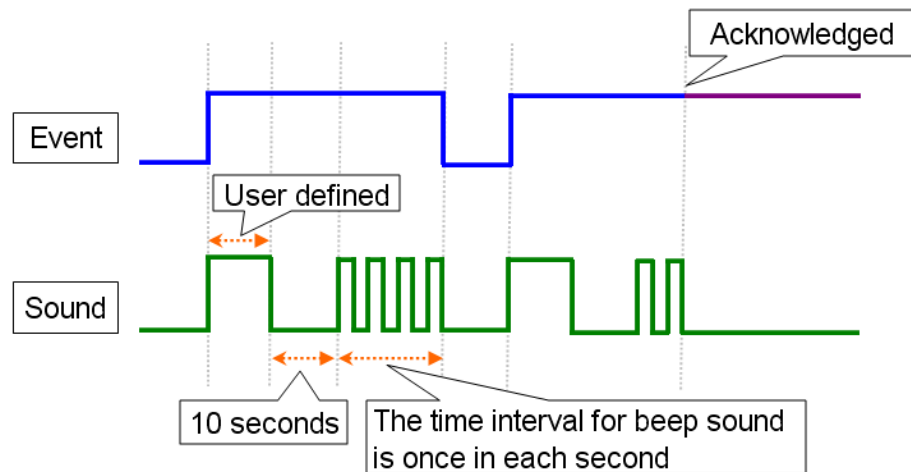 Acknowledged
Event
User defined
Sound
10 seconds
The time interval for beep sound
is once in each second